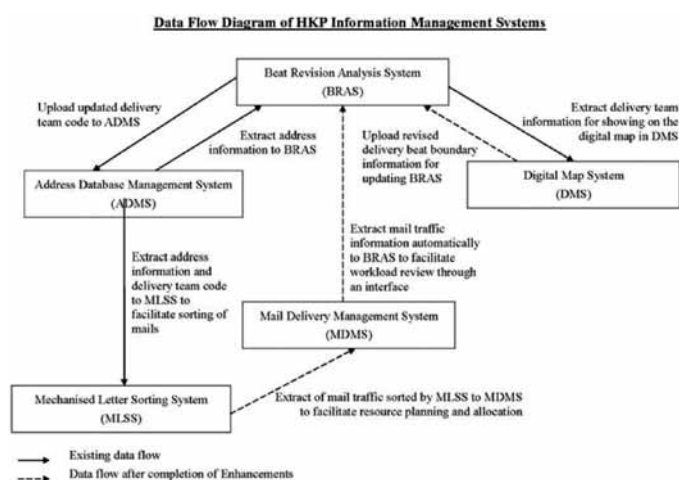 Data Flow Diagram of HKP Information Management Systems
Beat Revision Analysis System
(BRAS)
Upload updated delivery
team code to ADMS
Extract address
information to BRAS
Upload revised
delivery beat boundary
information for
updating BRAS
Extract delivery team
information for showing on the
digital map in DMS
Address Database Management System
(ADMS)
Digital Map System
(DMS)
Extract address
information and
delivery team code
to MLSS to
facilitate sorting of
mails
Extract mail traffic
information automatically
to BRAS to facilitate
workload review through
an interface
Mail Delivery Management System
(MDMS)
Mechanised Letter Sorting System
(MLSS)
Extract of mail traffic sorted by MLSS to MDMS
to facilitate resource planning and allocation
Existing data flow
Data flow after completion of Enhancements